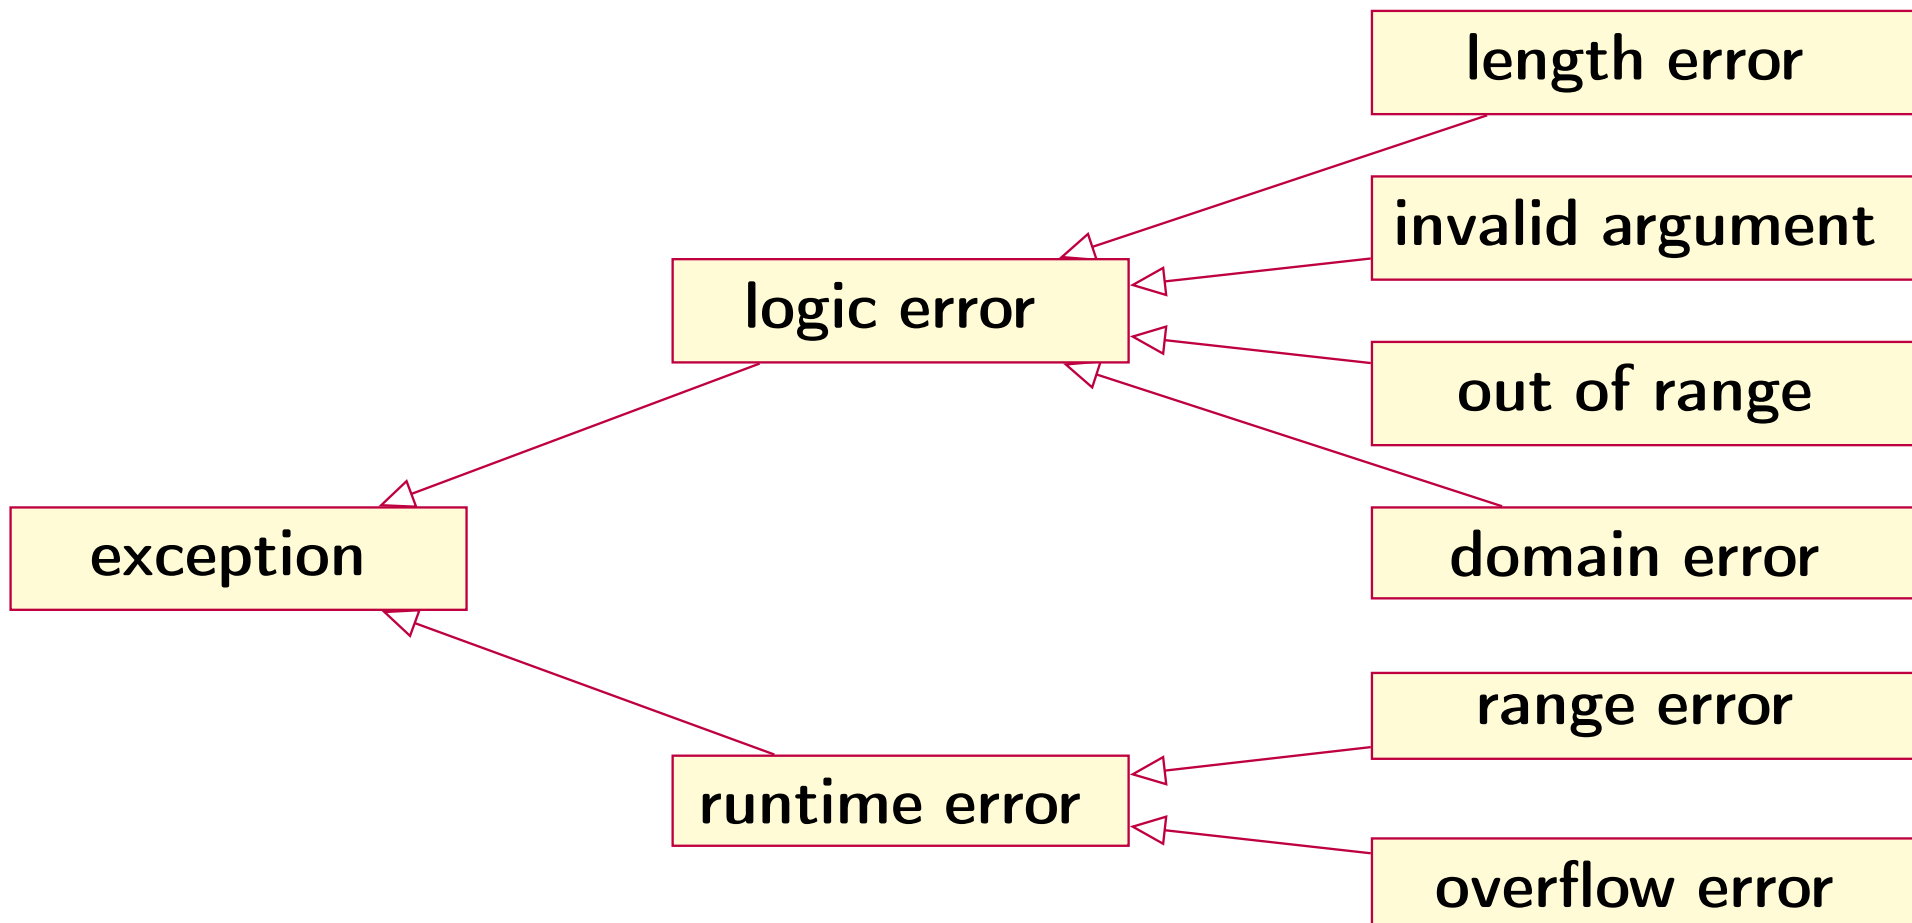 length error
invalid argument
logic error
out of range
exception
domain error
range error
runtime error
overflow error